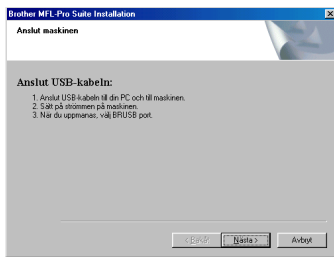 Brother MFL-Pro Suite Installation
Anslut maskinen
Anslut USB-kabeln:
1. Anslut USB-kabeln till din PC och till maskinen.
2. Sätt på strömmen på maskinen.
3. När du uppmanas, välj BRUSB port.
< Bakåt Nästa > Avbryt